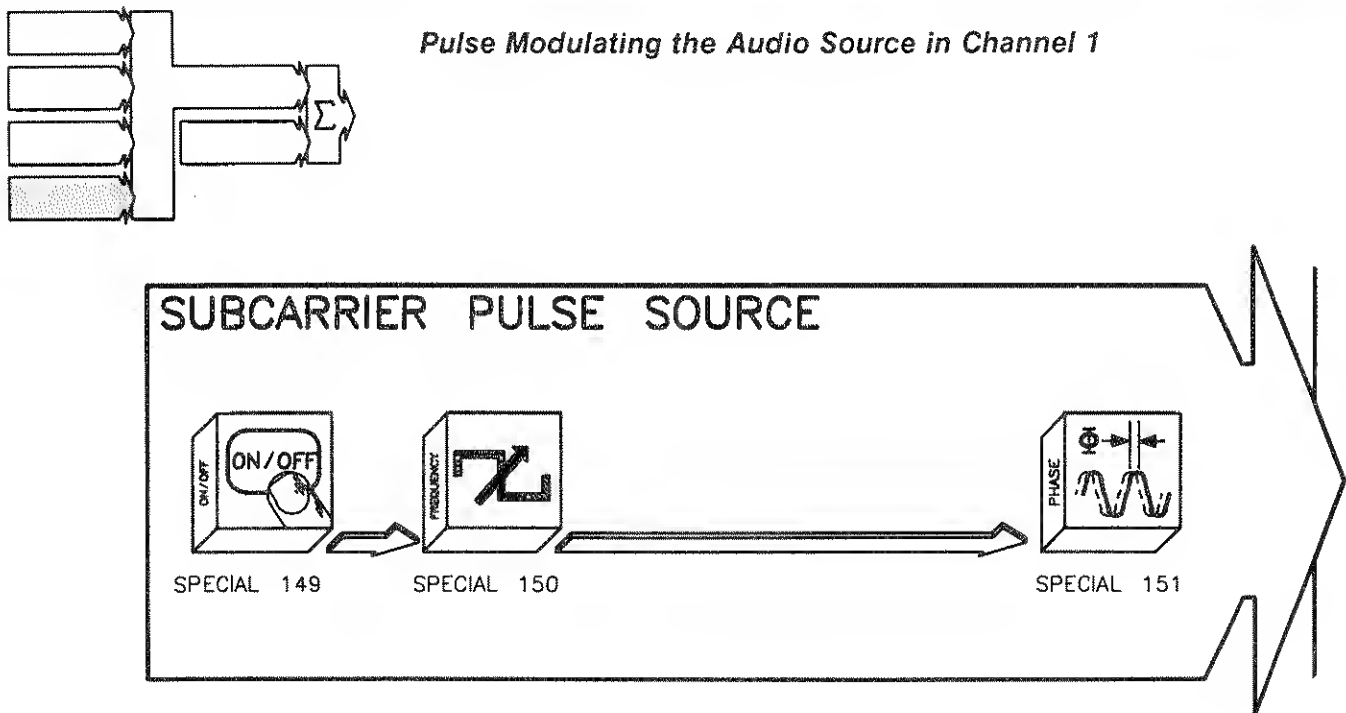 Pulse Modulating the Audio Source in Channel 1
Σ
SUBCARRIER PULSE SOURCE
ON/OFF
ON/OFF
FREQUENCY
PHASE
Φ
SPECIAL 149
SPECIAL 150
SPECIAL 151